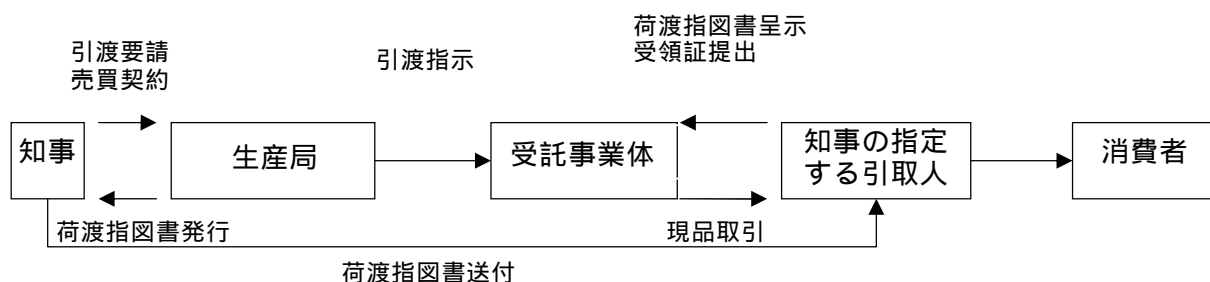 引渡要請
売買契約
引渡指示
荷渡指図書呈示
受領証提出
知事
生産局
受託事業体
知事の指定
する引取人
消費者
荷渡指図書発行
現品取引
荷渡指図書送付